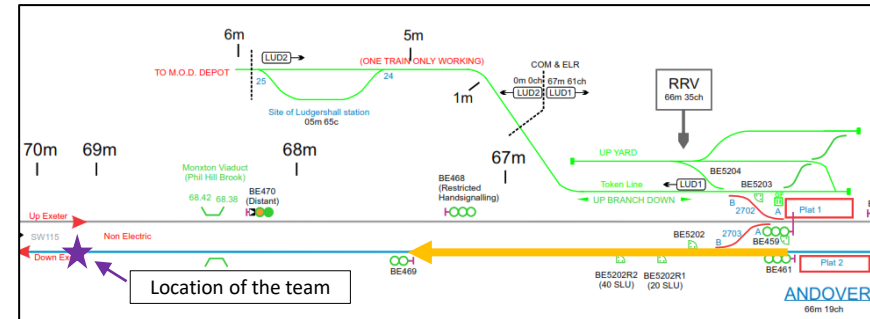 6m
LUD2
5m
(ONE TRAIN ONLY WORKING)
COM & ELR
TO M.O.D. DEPOT
25
24
0m 0ch
67m 61ch
LUD2
LUD1
RRV
66m 35ch
Site of Ludgershall station
05m 65c
1m
70m
69m
68m
67m
UP YARD
Monxton Viaduct
(Phil Hill Brook)
68.42
68.38
BE470
(Distant)
BE468
(Restricted
Handsignalling)
BE5204
Token Line
LUD1
BE5203
UP BRANCH DOWN
B
2702
A
Plat 1
Up Exeter
SW115
Non Electric
BE5202
2703
B
A
BE459
Down Ex
BE469
BE5202R2
(40 SLU)
BE5202R1
(20 SLU)
BE461
Plat 2
Location of the team
ANDOVER
66m 19ch